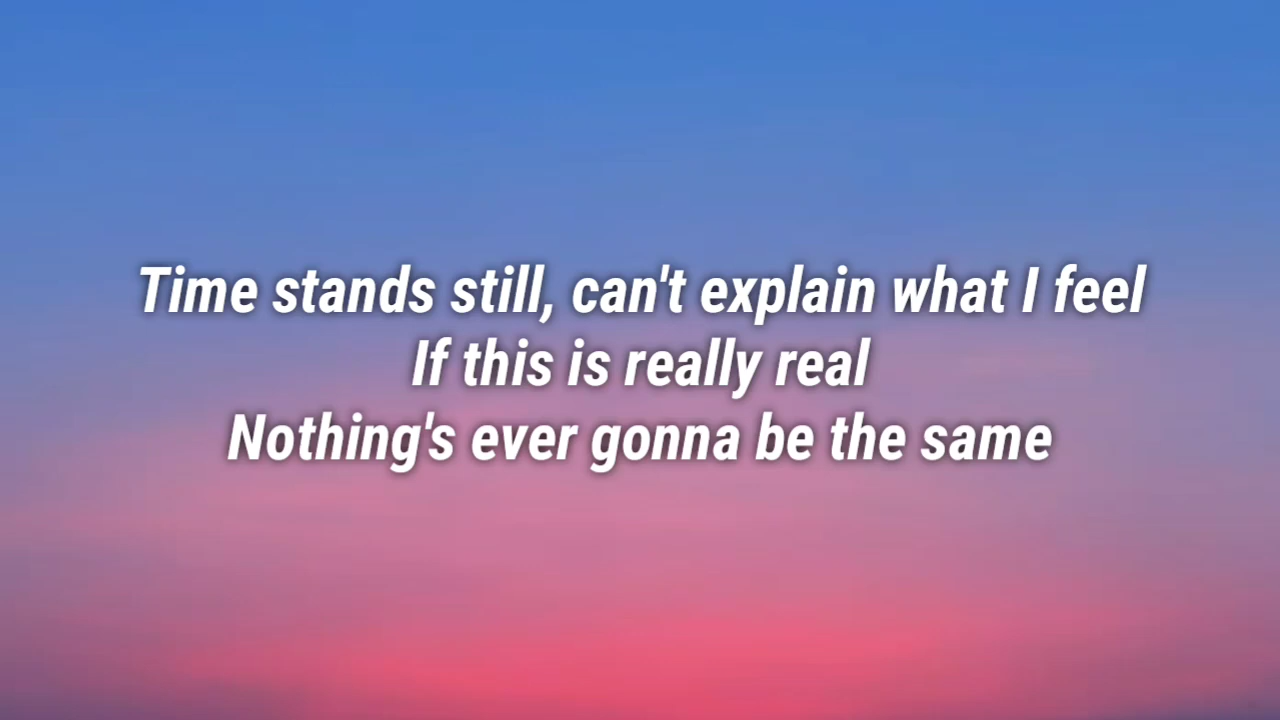 Time stands still, can't explain what I feel
If this is really real
Nothing's ever gonna be the same